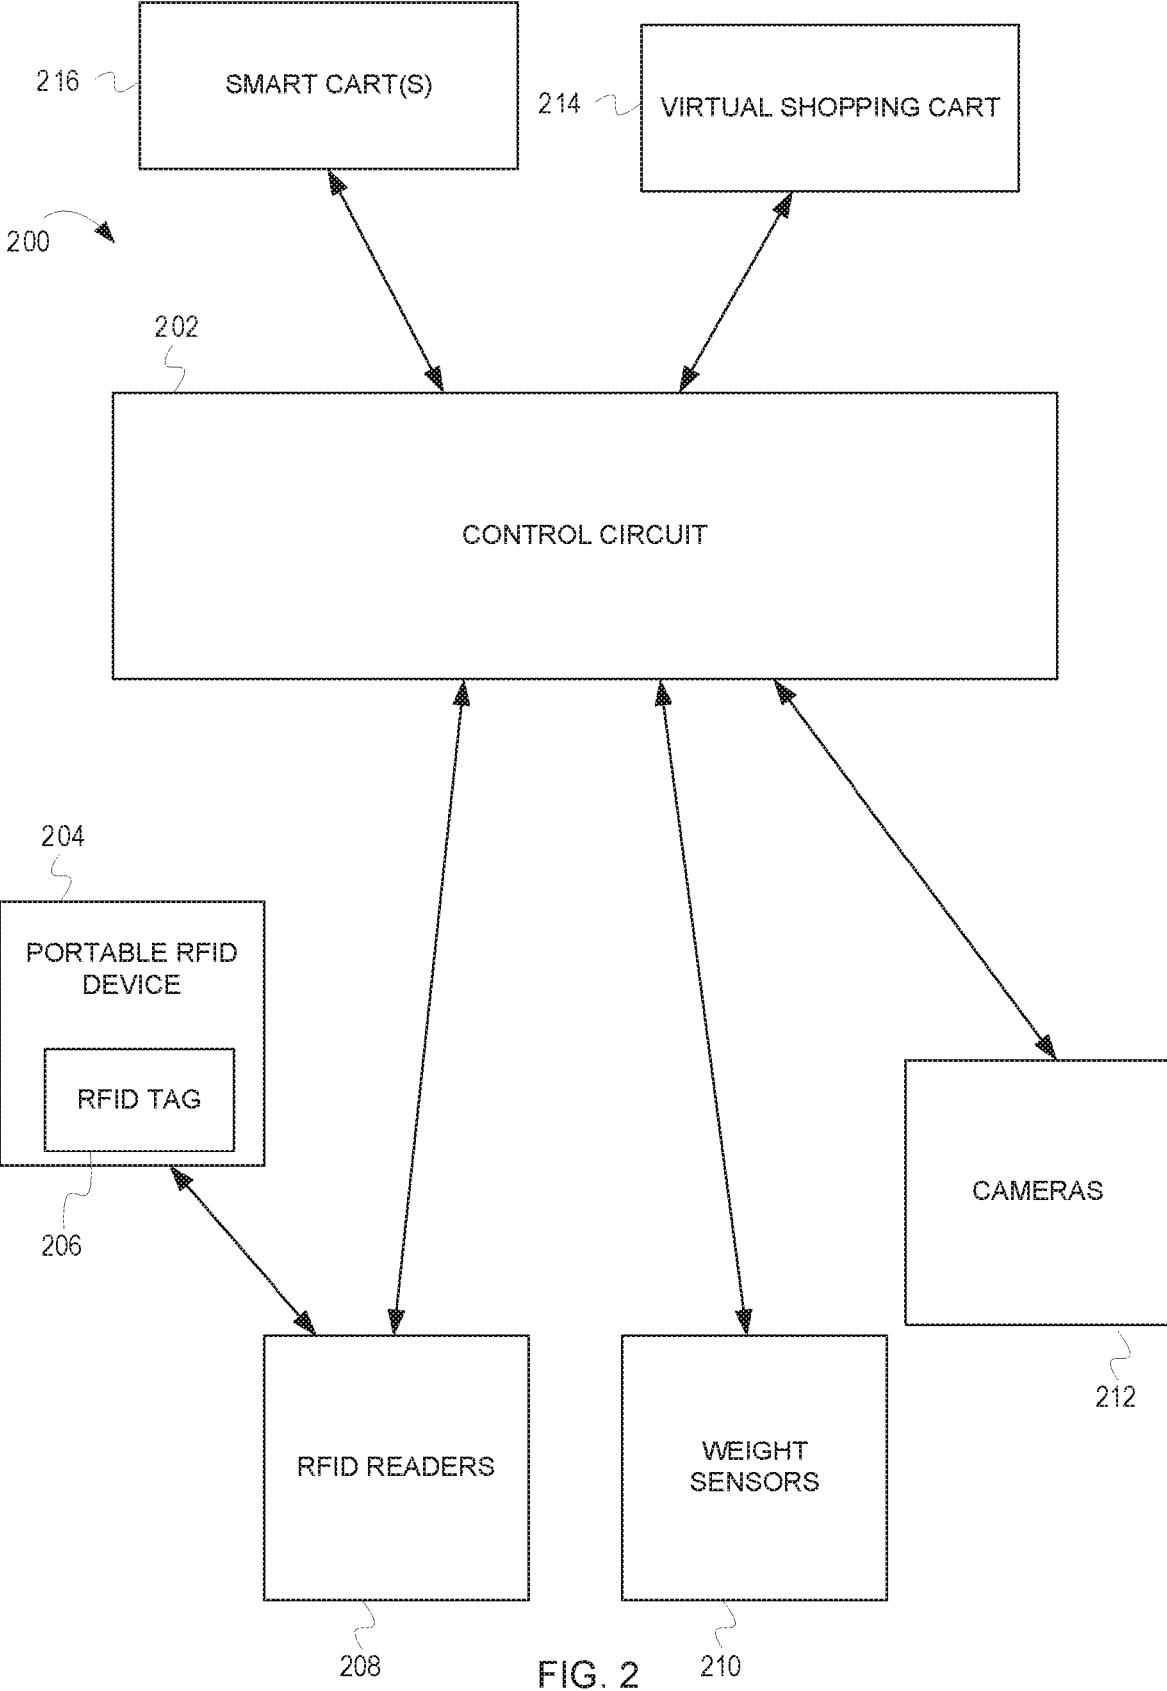 216
SMART CART(S)
214
VIRTUAL SHOPPING CART
200
202
CONTROL CIRCUIT
204
PORTABLE RFID
DEVICE
RFID TAG
206
CAMERAS
212
RFID READERS
WEIGHT
SENSORS
208
210
FIG. 2